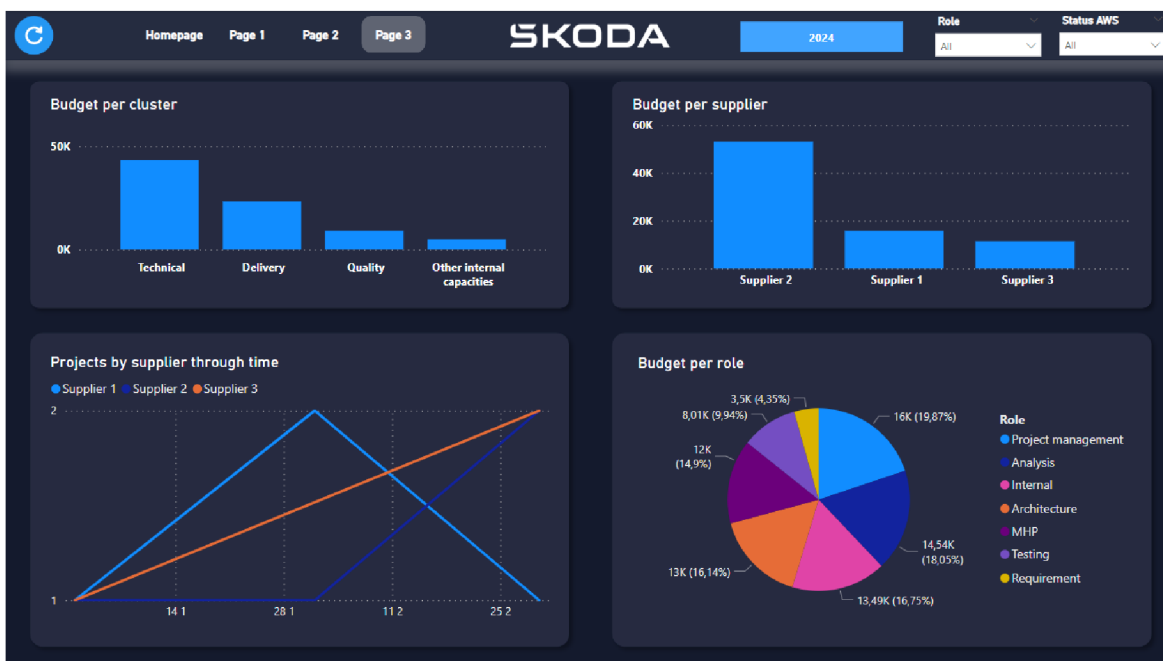 Homepage Page 1 Page 2 Page 3 SKODA 2024 Role Status AWS
All All
Budget per cluster
50K
0K
Technical Delivery Quality Other internal
capacities
Budget per supplier
60K
40K
20K
0K
Supplier 2 Supplier 1 Supplier 3
Projects by supplier through time
Supplier 1 Supplier 2 Supplier 3
2
1
14 1 28 1 11 2 25 2
Budget per role
3,5K (4,35%)
8,01K (9,94%)
12K
(14,9%)
13K (16,14%)
16K (19,87%)
14,54K
(18,05%)
13,49K (16,75%)
Role
Project management
Analysis
Internal
Architecture
MHP
Testing
Requirement